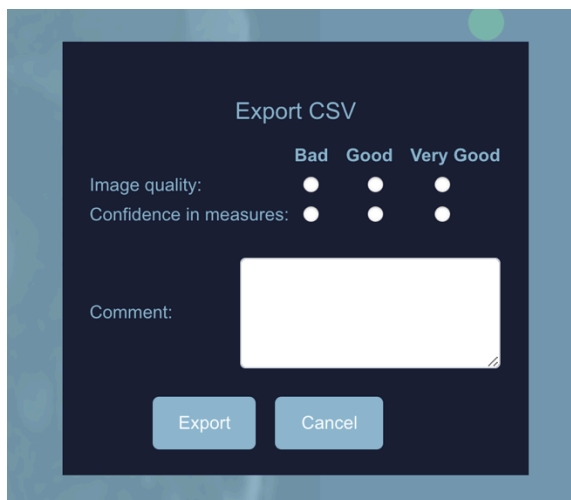 Export CSV
Bad Good Very Good
Image quality:
Confidence in measures:
Comment:
Export Cancel